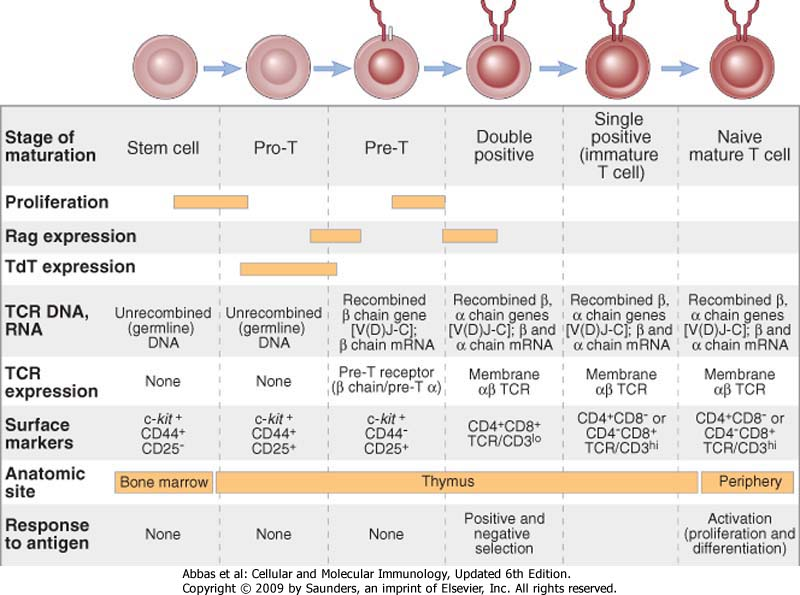 Stage of
maturation
Stem cell
Pro-T
Pre-T
Double
positive
Single
positive
(immature
T cell)
Naive
mature T cell
Proliferation
Rag expression
TdT expression
TCR DNA,
RNA
Unrecombined
(germline)
DNA
Unrecombined
(germline)
DNA
Recombined
β chain gene
[V(D)J-C];
β chain mRNA
Recombined β,
α chain genes
[V(D)J-C]; β and
α chain mRNA
Recombined β,
α chain genes
[V(D)J-C]; β and
α chain mRNA
Recombined β,
α chain genes
[V(D)J-C]; β and
α chain mRNA
TCR
expression
None
None
Pre-T receptor
(β chain/pre-T α)
Membrane
αβ TCR
Membrane
αβ TCR
Membrane
αβ TCR
Surface
markers
c-kit +
CD44+
CD25-
c-kit +
CD44+
CD25+
c-kit +
CD44-
CD25+
CD4+CD8+
TCR/CD3lo
CD4+CD8- or
CD4-CD8+
TCR/CD3hi
CD4+CD8- or
CD4-CD8+
TCR/CD3hi
Anatomic
site
Bone marrow
Thymus
Periphery
Response
to antigen
None
None
None
Positive and
negative
selection
Activation
(proliferation and
differentiation)
Abbas et al: Cellular and Molecular Immunology, Updated 6th Edition.
Copyright © 2009 by Saunders, an imprint of Elsevier, Inc. All rights reserved.